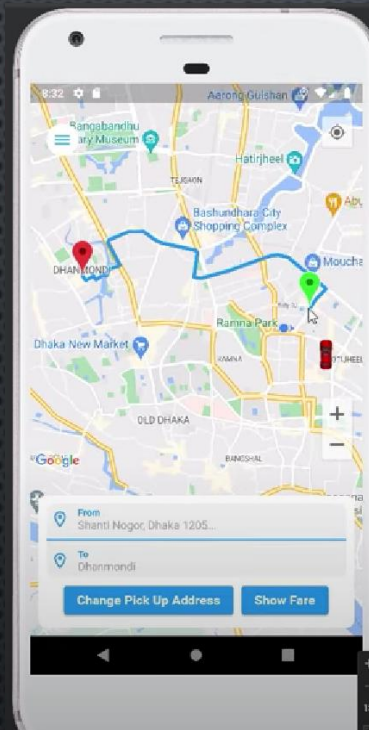 8:32
Aarong Gulshan
Bangabandhu
ary Museum
Hatirjheel
TEJGAON
Abu
Bashundhara City
Shopping Complex
DHANMONDI
Moucha
Ramna Park
Dhaka New Market
RAMNA
OTIJHEEL
OLD DHAKA
BANGSHAL
Google
From
Shanti Nogor, Dhaka 1205...
To
Dhanmondi
Change Pick Up Address
Show Fare